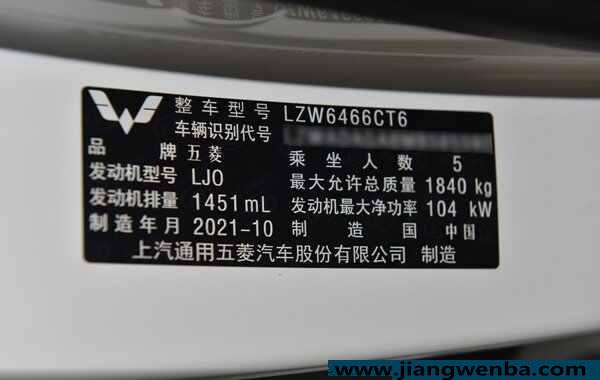 整车型号 LZW6466CT6
车辆识别代号
品牌 五菱 乘坐人数 5
发动机型号 LJO 最大允许总质量 1840 kg
发动机排量 1451 mL 发动机最大净功率 104 kW
制造年月 2021-10 制造国 中国
上汽通用五菱汽车股份有限公司 制造
www.jiangwenba.com